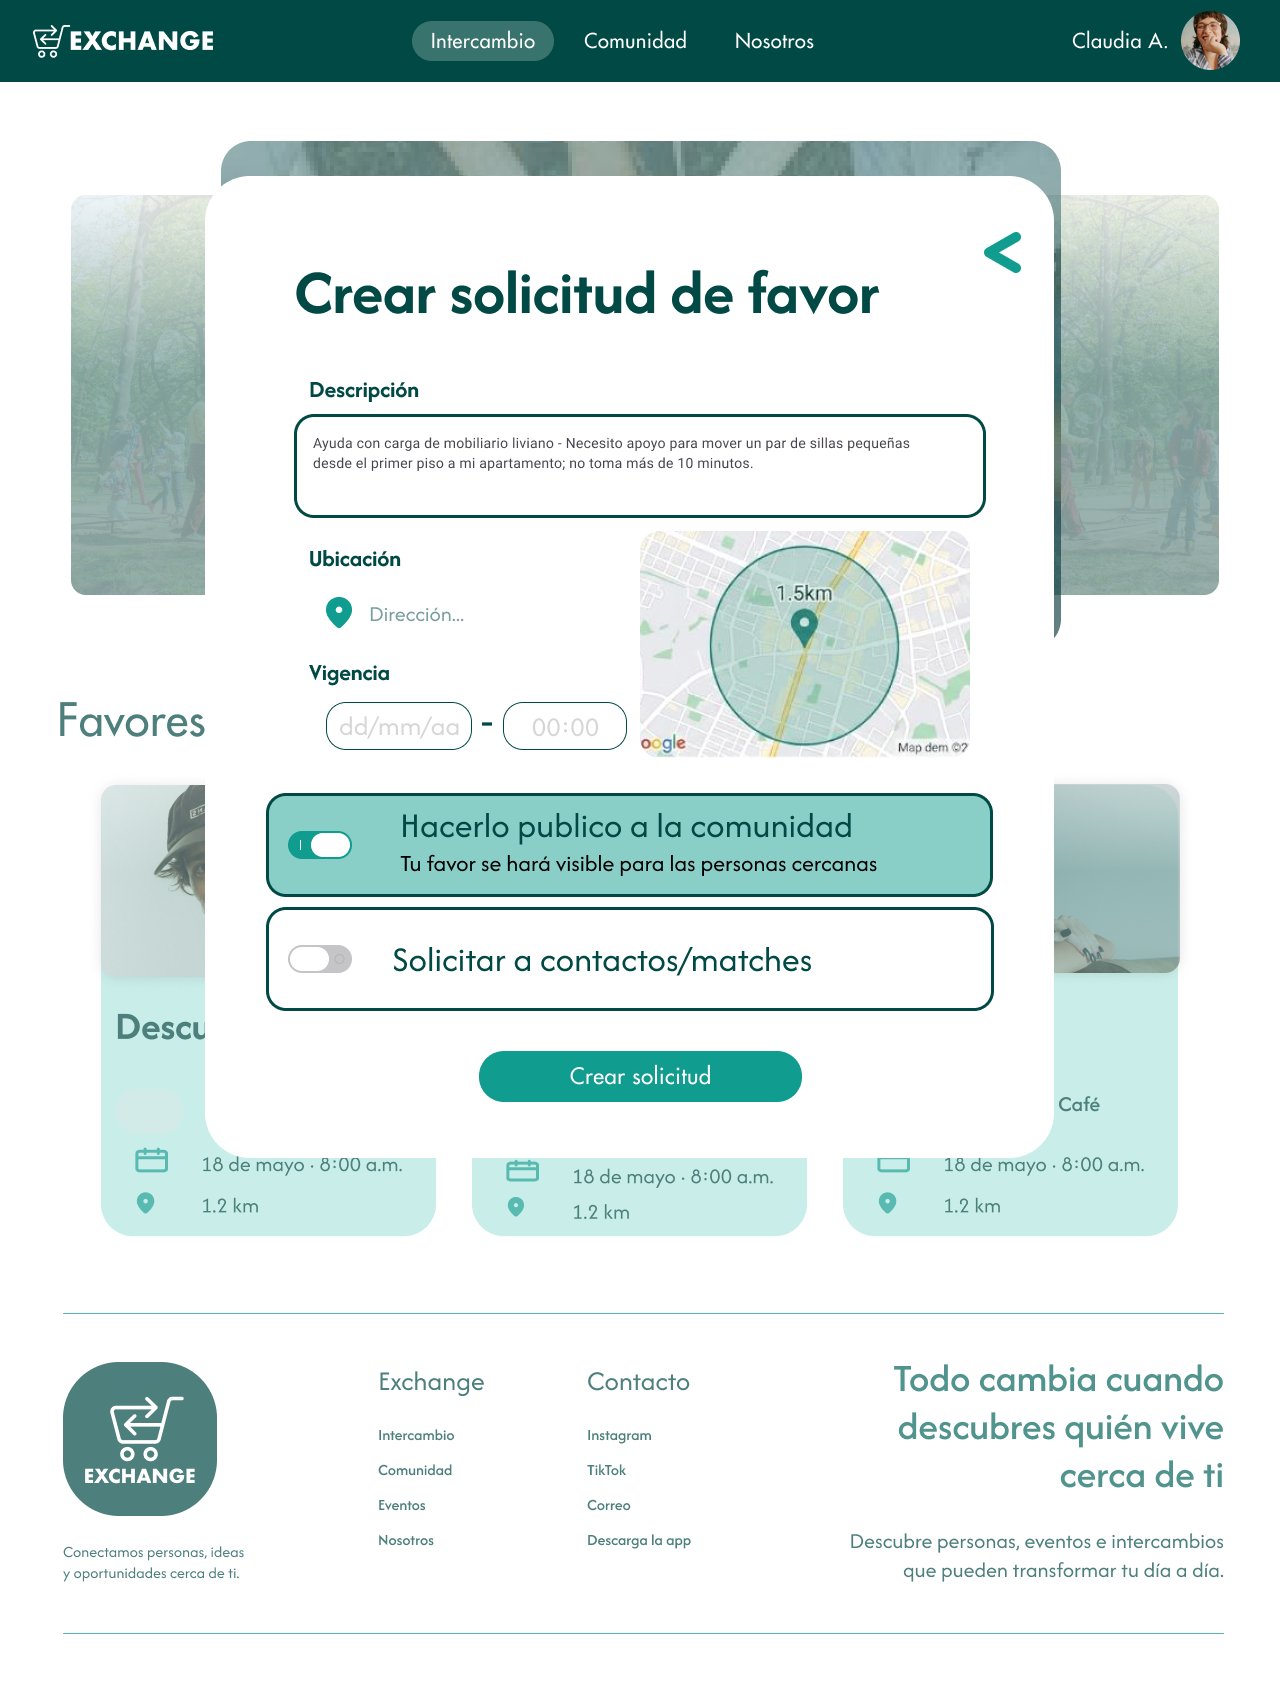 EXCHANGE
Intercambio
Comunidad
Nosotros
Claudia A.
Crear solicitud de favor
Descripción
Ayuda con carga de mobiliario liviano - Necesito apoyo para mover un par de sillas pequeñas
desde el primer piso a mi apartamento; no toma más de 10 minutos.
Ubicación
Dirección...
1.5km
Vigencia
dd/mm/aa - 00:00
oogle
Map dem ©2
Favores
Hacerlo publico a la comunidad
Tu favor se hará visible para las personas cercanas
Solicitar a contactos/matches
Crear solicitud
Descu
Café
18 de mayo · 8:00 a.m.
1.2 km
18 de mayo · 8:00 a.m.
1.2 km
18 de mayo · 8:00 a.m.
1.2 km
EXCHANGE
Conectamos personas, ideas
y oportunidades cerca de ti.
Exchange
Intercambio
Comunidad
Eventos
Nosotros
Contacto
Instagram
TikTok
Correo
Descarga la app
Todo cambia cuando
descubres quién vive
cerca de ti
Descubre personas, eventos e intercambios
que pueden transformar tu día a día.